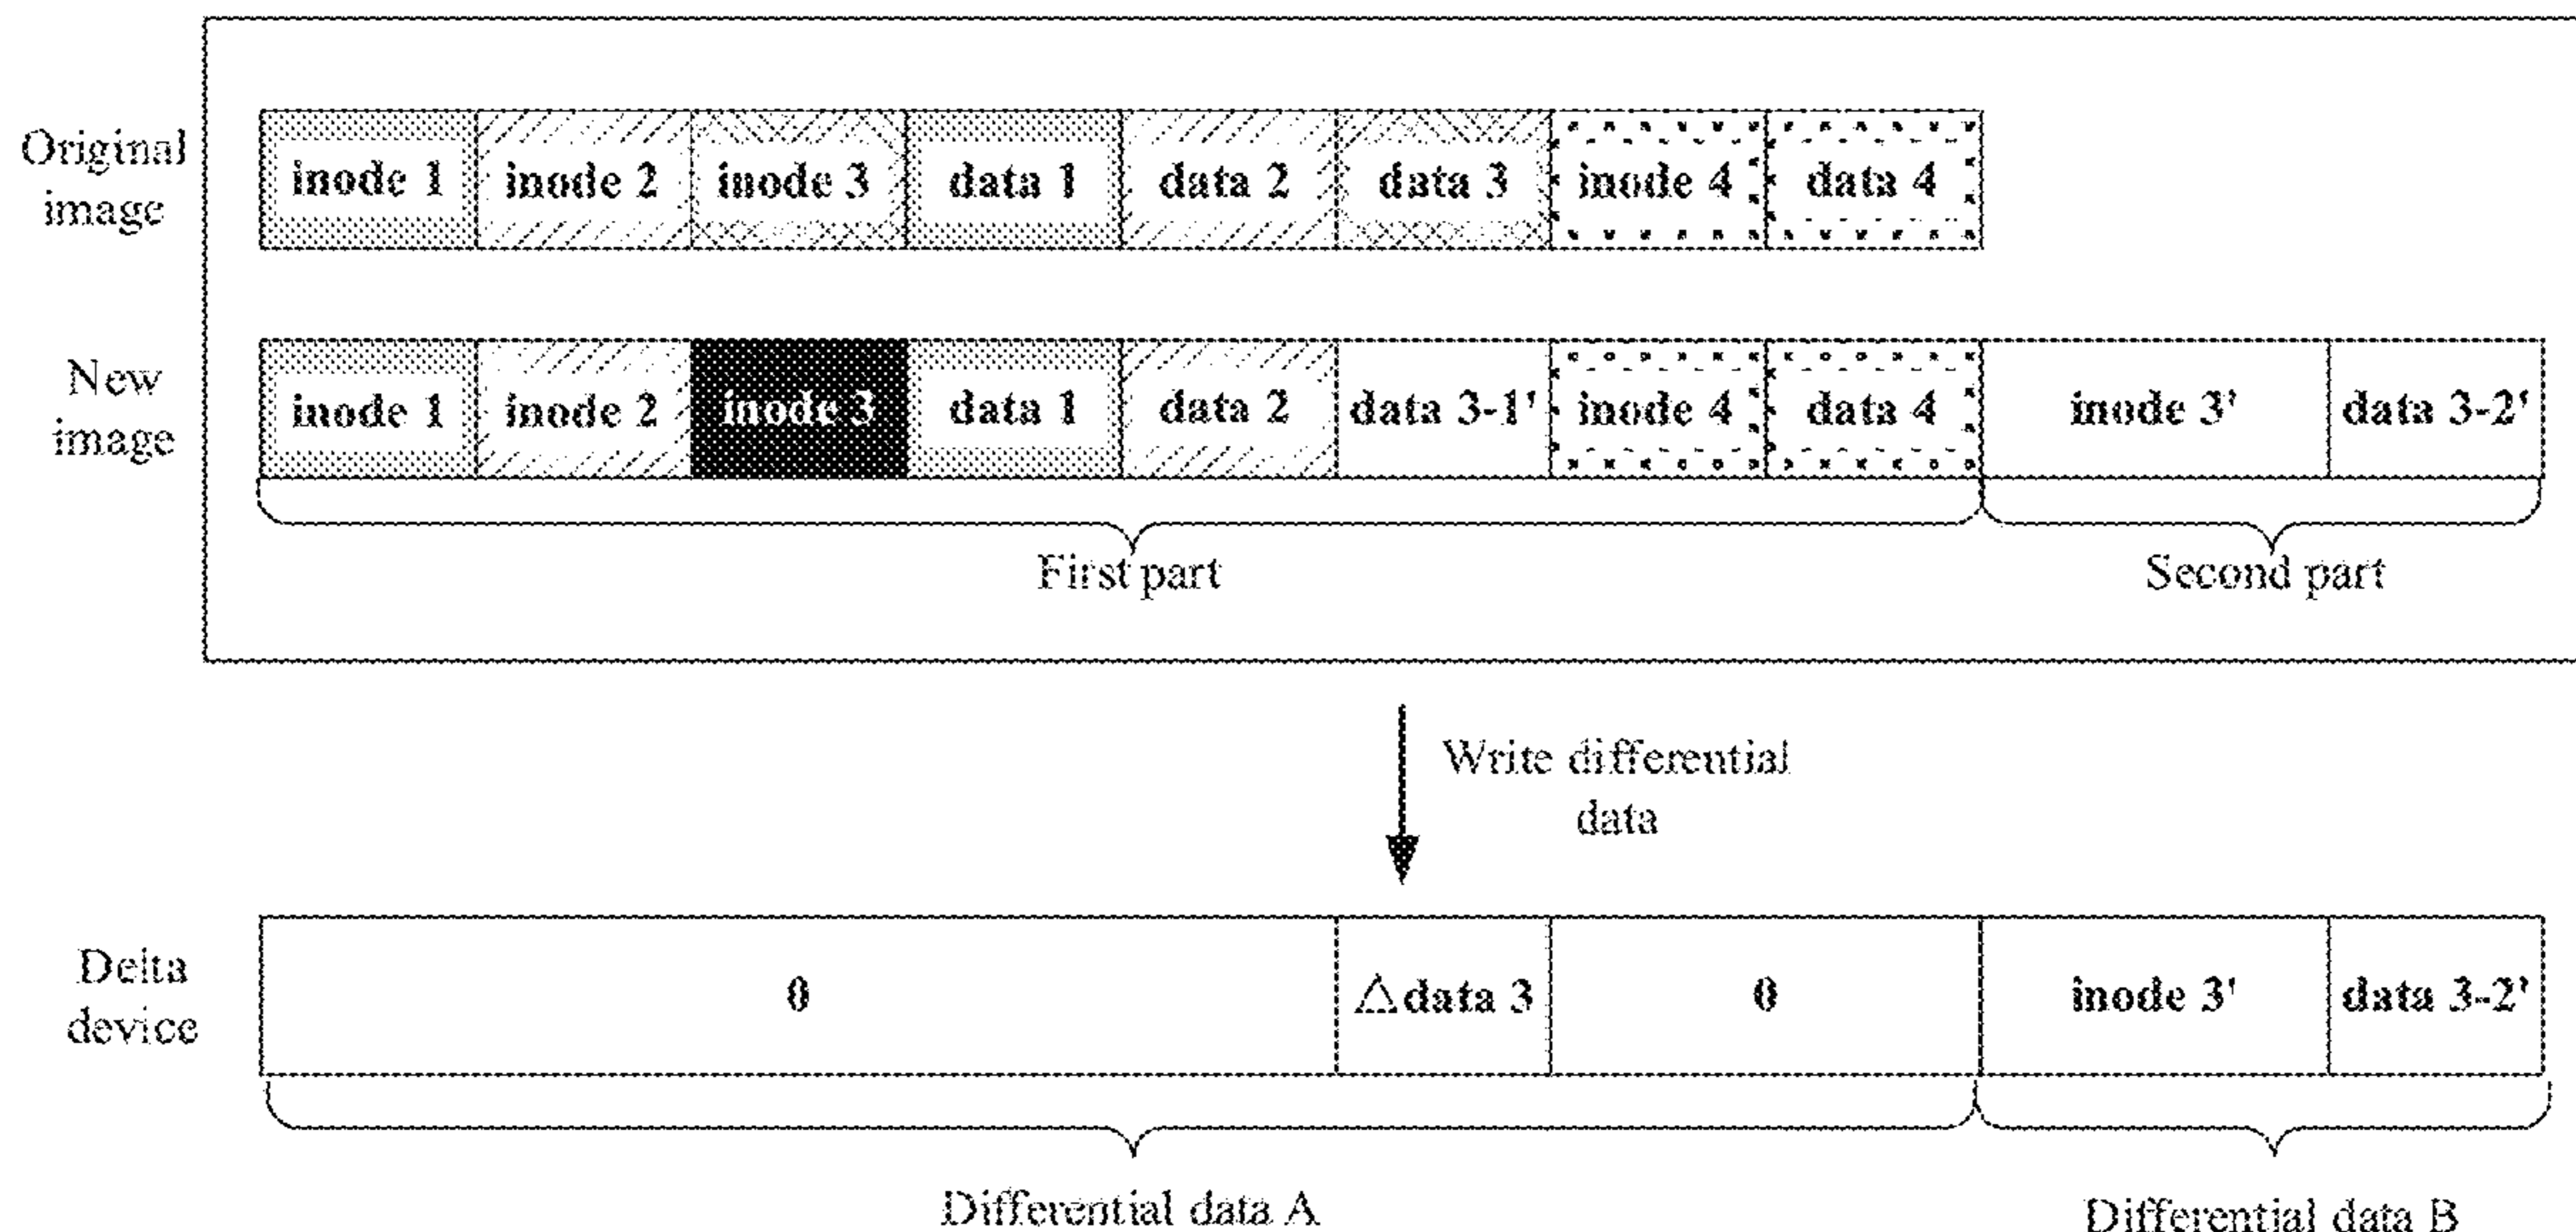 Original
image
inode 1 inode 2 inode 3 data 1 data 2 data 3 inode 4 data 4
New
image
inode 1 inode 2 inode 3 data 1 data 2 data 3-1' inode 4 data 4 inode 3' data 3-2'
First part Second part
Write differential
data
Delta
device
0 △data 3 0 inode 3' data 3-2'
Differential data A Differential data B